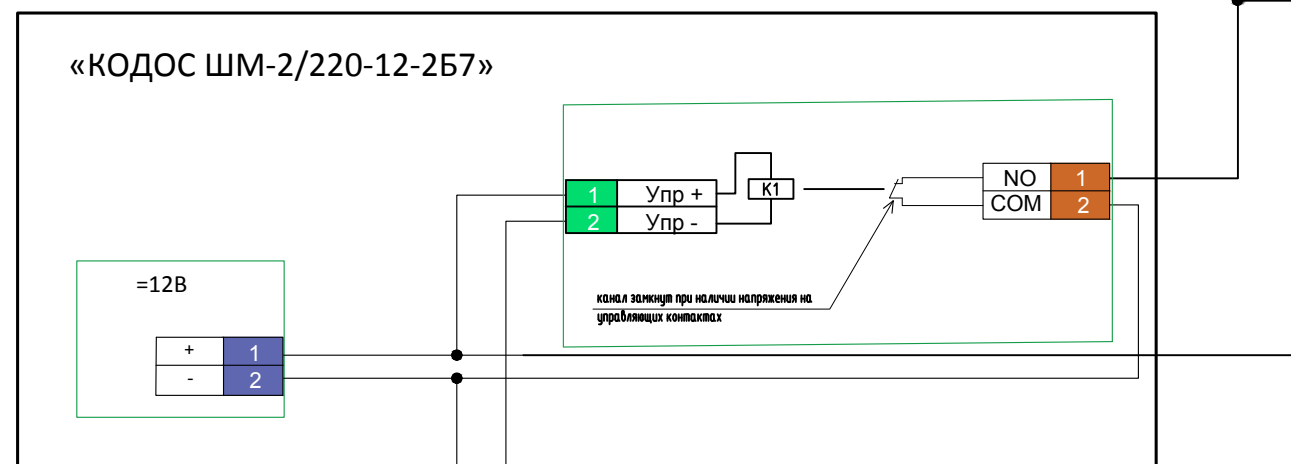 «КОДОС ШМ-2/220-12-2Б7»
NO 1
COM 2
1 Упр +
2 Упр -
K1
=12В
канал замкнут при наличии напряжения на
управляющих контактах
+ 1
- 2